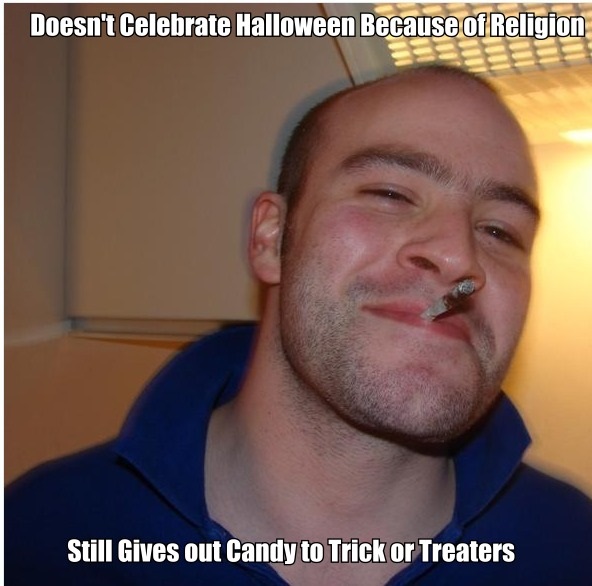 Doesn't Celebrate Halloween Because of Religion
Still Gives out Candy to Trick or Treaters